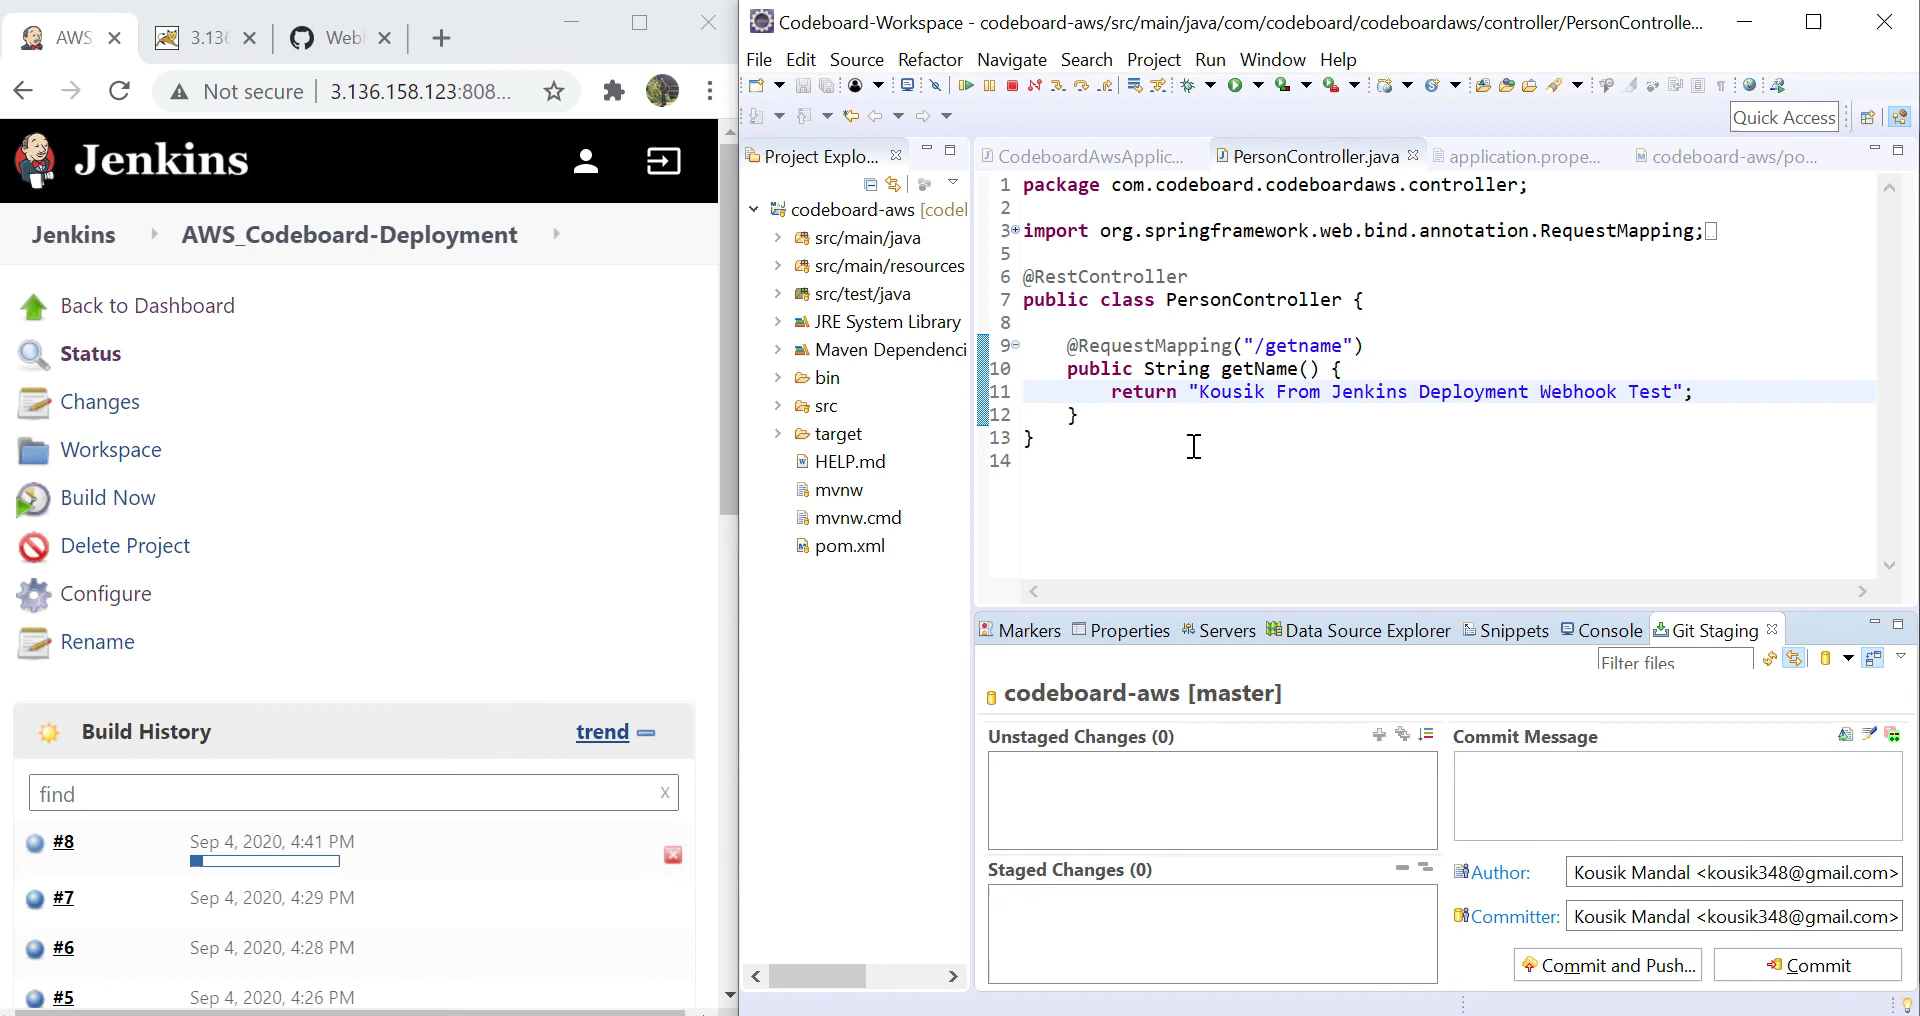 AWS
3.136
Webl
Not secure
3.136.158.123:808...
Jenkins
Jenkins
AWS_Codeboard-Deployment
Back to Dashboard
Status
Changes
Workspace
Build Now
Delete Project
Configure
Rename
Build History
trend
find
x
#8
Sep 4, 2020, 4:41 PM
#7
Sep 4, 2020, 4:29 PM
#6
Sep 4, 2020, 4:28 PM
#5
Sep 4, 2020, 4:26 PM
Codeboard-Workspace - codeboard-aws/src/main/java/com/codeboard/codeboardaws/controller/PersonControlle...
File Edit Source Refactor Navigate Search Project Run Window Help
Quick Access
Project Explo...
codeboard-aws [codel
src/main/java
src/main/resources
src/test/java
JRE System Library
Maven Dependenci
bin
src
target
HELP.md
mvnw
mvnw.cmd
pom.xml
CodeboardAwsApplic...
PersonController.java
application.prope...
codeboard-aws/po...
1 package com.codeboard.codeboardaws.controller;
2
3 import org.springframework.web.bind.annotation.RequestMapping;
5
6 @RestController
7 public class PersonController {
8
9 @RequestMapping("/getname")
10 public String getName() {
11 return "Kousik From Jenkins Deployment Webhook Test";
12 }
13 }
14
Markers Properties Servers Data Source Explorer Snippets Console Git Staging
Filter files
codeboard-aws [master]
Unstaged Changes (0)
Staged Changes (0)
Commit Message
Author:
Kousik Mandal <kousik348@gmail.com>
Committer:
Kousik Mandal <kousik348@gmail.com>
Commit and Push...
Commit